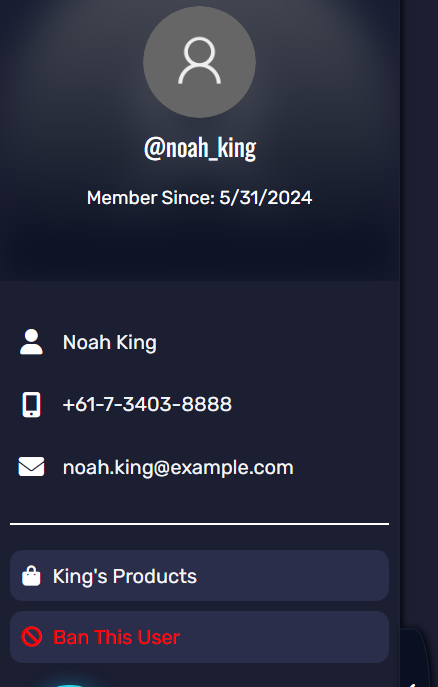 @noah_king
Member Since: 5/31/2024
Noah King
+61-7-3403-8888
noah.king@example.com
King's Products
Ban This User